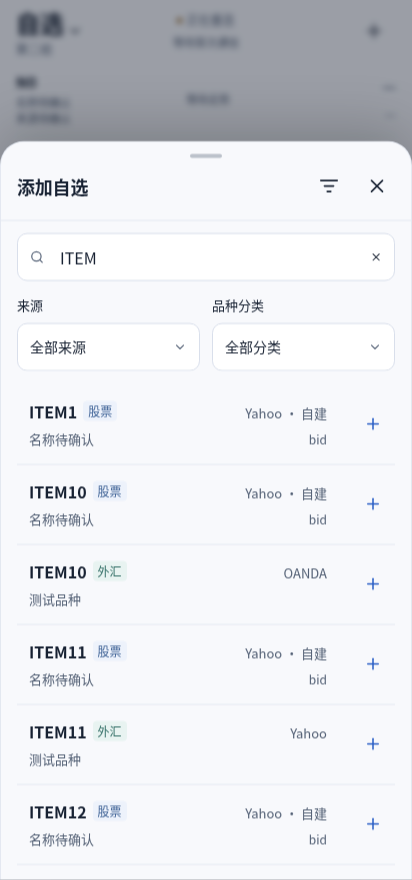 自选
添加自选
ITEM
来源
品种分类
全部来源
全部分类
ITEM1 股票
Yahoo · 自建
名称待确认
bid
ITEM10 股票
Yahoo · 自建
名称待确认
bid
ITEM10 外汇
OANDA
测试品种
ITEM11 股票
Yahoo · 自建
名称待确认
bid
ITEM11 外汇
Yahoo
测试品种
ITEM12 股票
Yahoo · 自建
名称待确认
bid